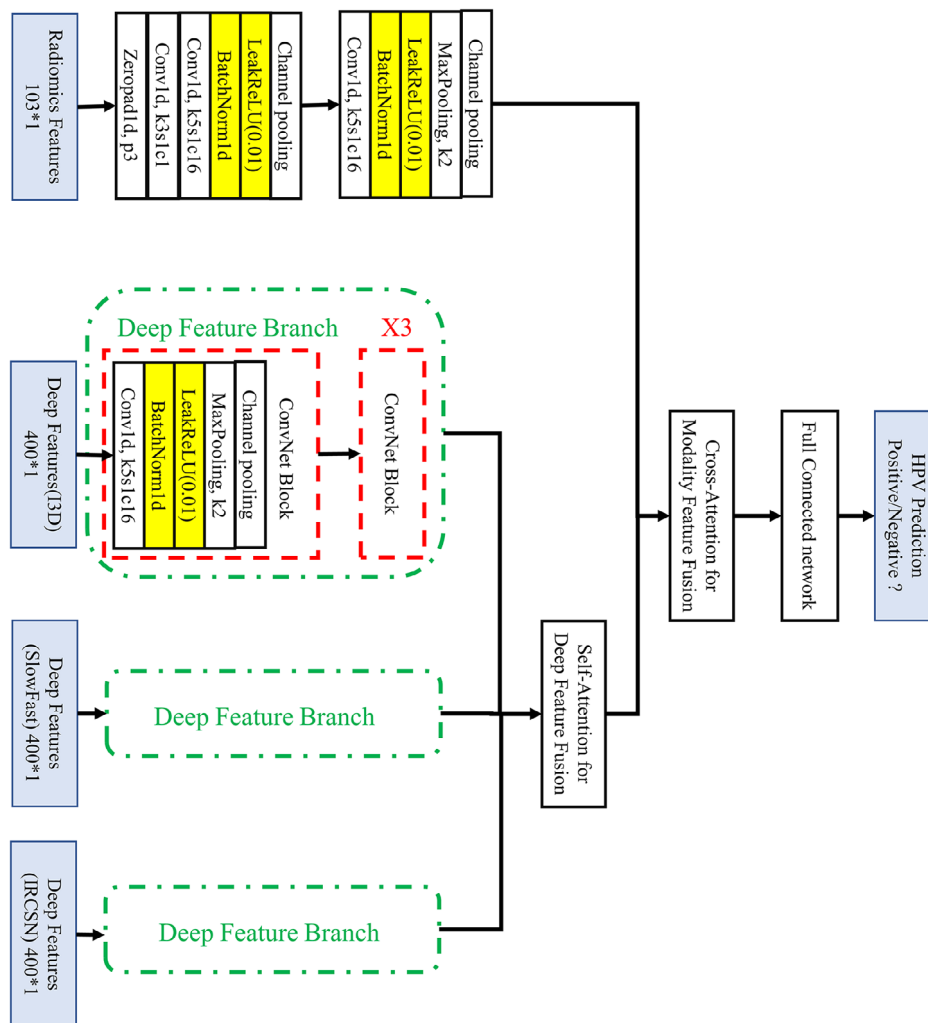 Radiomics Features
103*1
Zeropad1d, p3
Conv1d, k3s1c1
Conv1d, k5s1c16
BatchNorm1d
LeakReLU(0.01)
Channel pooling
Conv1d, k5s1c16
BatchNorm1d
LeakReLU(0.01)
MaxPooling, k2
Channel pooling
Deep Features(I3D)
400*1
Deep Feature Branch
X3
Conv1d, k5s1c16
BatchNorm1d
LeakReLU(0.01)
MaxPooling, k2
Channel pooling
ConvNet Block
ConvNet Block
Deep Features
(SlowFast) 400*1
Deep Feature Branch
Deep Features
(IRCSN) 400*1
Deep Feature Branch
Self-Attention for
Deep Feature Fusion
Cross-Attention for
Modality Feature Fusion
Full Connected
network
HPV Prediction
Positive/Negative ?